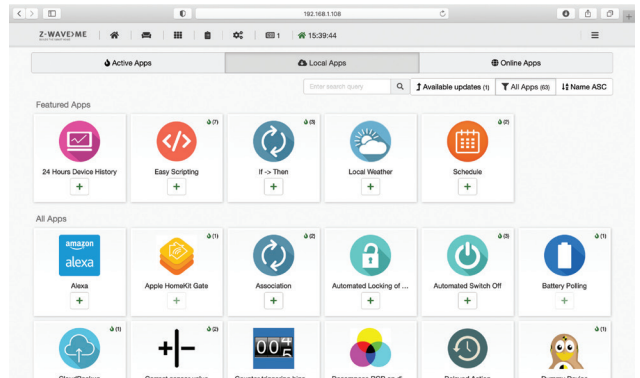 192.168.1.108
Z-WAVE>ME
1
15:39:44
Active Apps
Local Apps
Online Apps
Enter search query
Available updates (1)
All Apps (63)
Name ASC
Featured Apps
(7)
(3)
(2)
24 Hours Device History
Easy Scripting
If -> Then
Local Weather
Schedule
All Apps
(1)
(2)
(3)
(1)
amazon
alexa
Alexa
Apple HomeKit Gate
Association
Automated Locking of ...
Automated Switch Off
Battery Polling
(1)
(2)
(1)